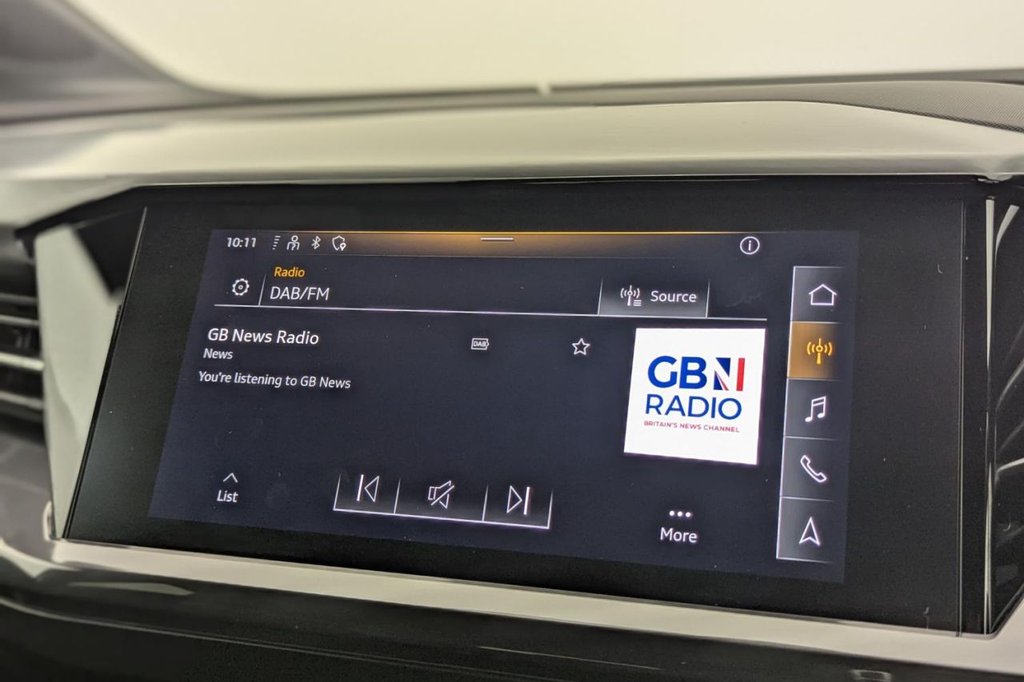 10:11
Radio
DAB/FM
Source
GB News Radio
DAB
News
You're listening to GB News
GBN
RADIO
BRITAIN'S NEWS CHANNEL
List
More